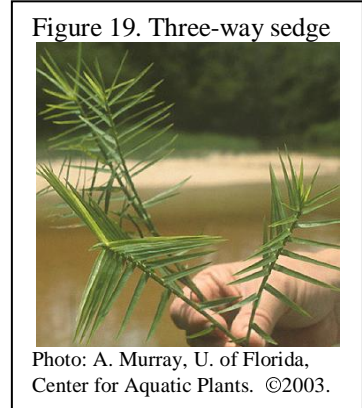 Figure 19. Three-way sedge
Photo: A. Murray, U. of Florida,
Center for Aquatic Plants.  ©2003.